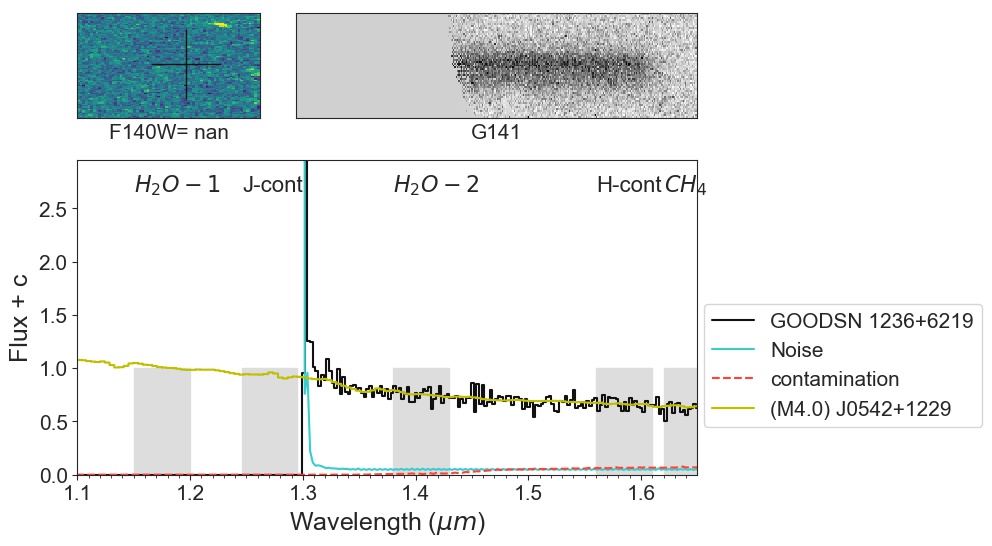 F140W= nan
G141
H₂O − 1
J-cont
H₂O − 2
H-cont
CH₄
2.5
2.0
1.5
1.0
0.5
0.0
Flux + c
1.1
1.2
1.3
1.4
1.5
1.6
Wavelength (μm)
GOODSN 1236+6219
Noise
contamination
(M4.0) J0542+1229